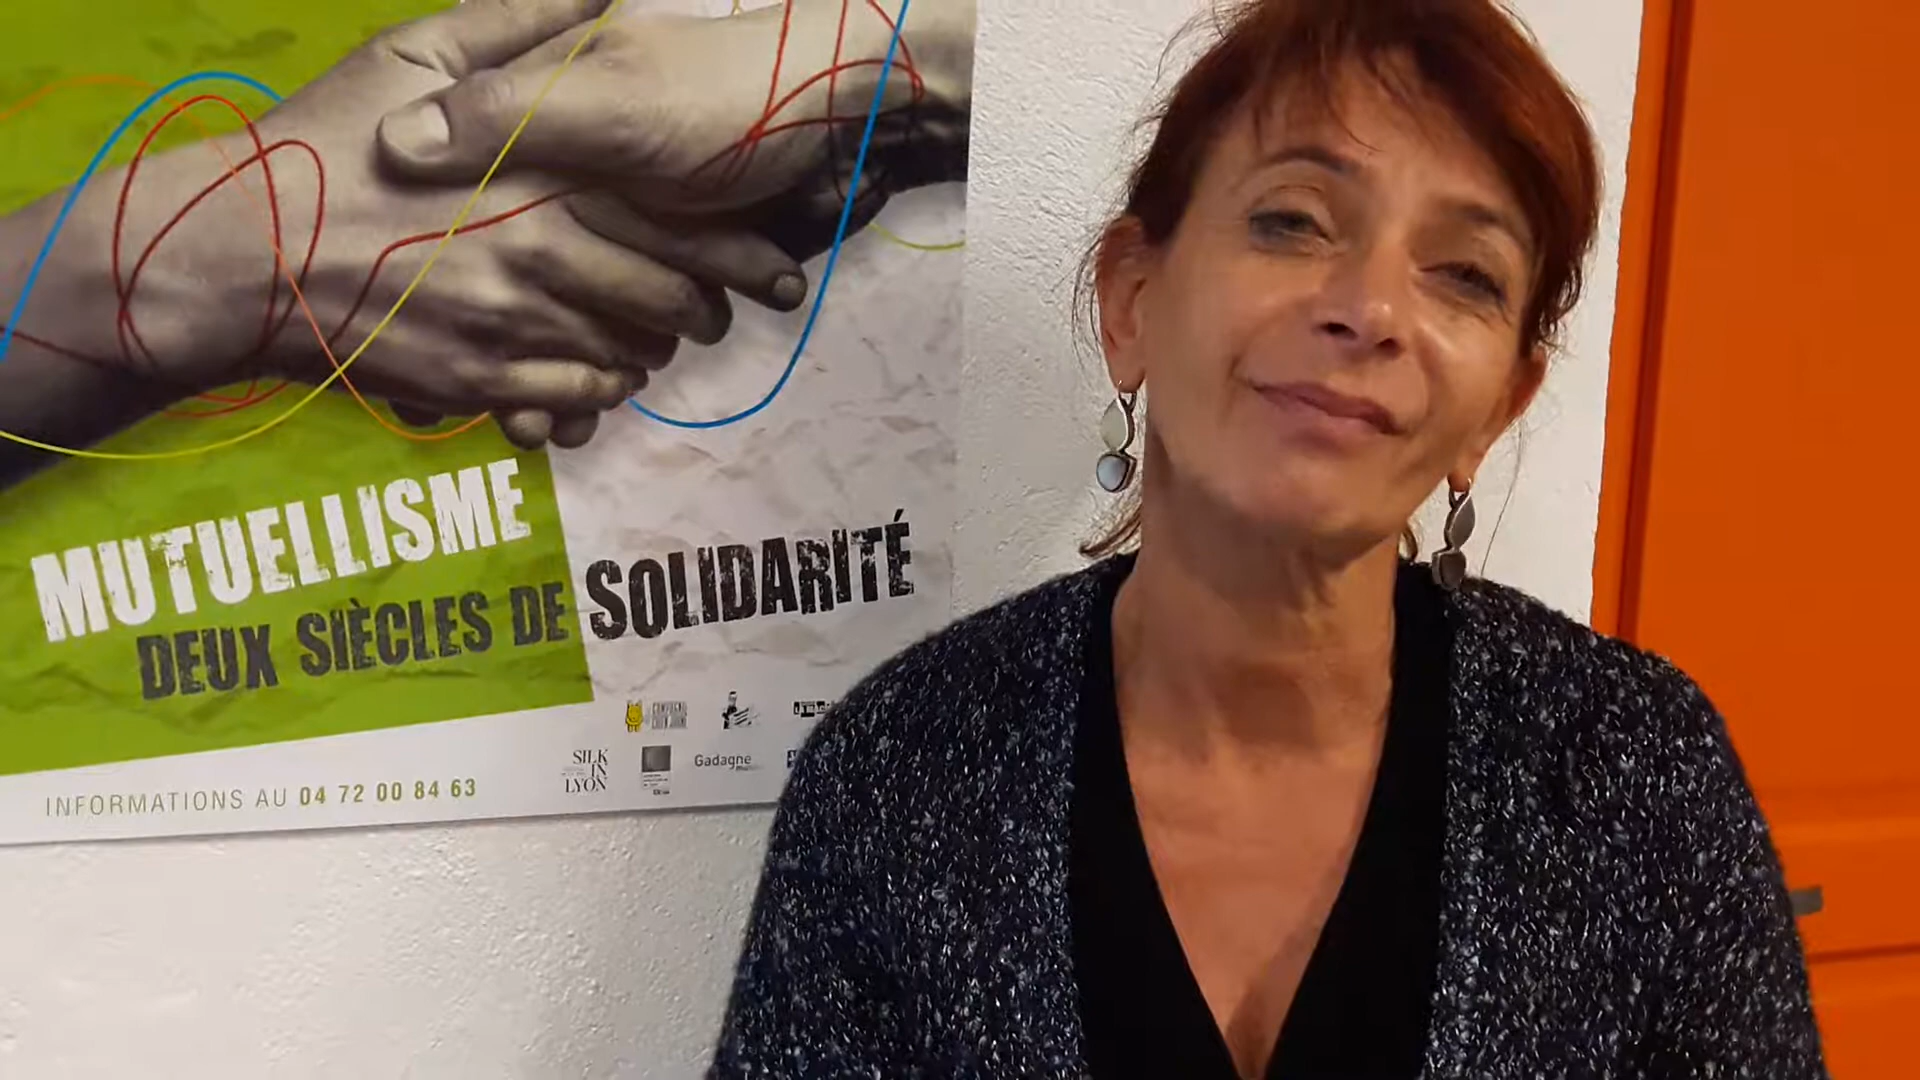 MUTUELLISME
DEUX SIÈCLES DE SOLIDARITÉ
SILK
IN
LYON
Gadagne
INFORMATIONS AU 04 72 00 84 63